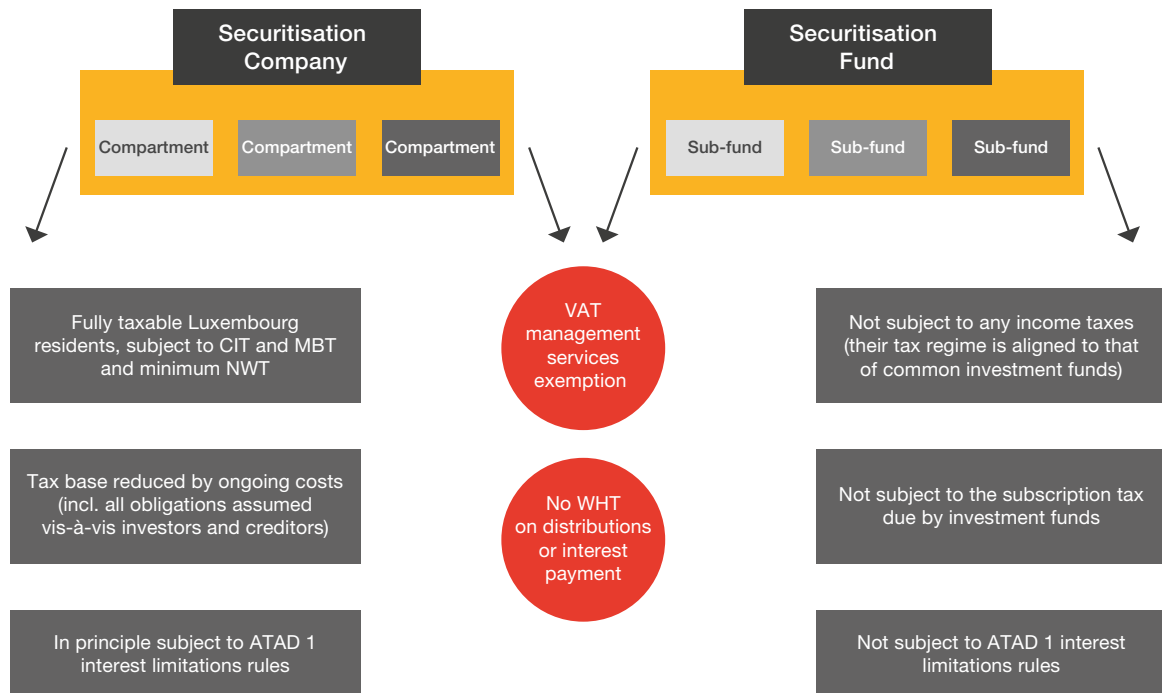 Securitisation
Company
Compartment
Compartment
Compartment
Securitisation
Fund
Sub-fund
Sub-fund
Sub-fund
Fully taxable Luxembourg
residents, subject to CIT and MBT
and minimum NWT
Tax base reduced by ongoing costs
(incl. all obligations assumed
vis-à-vis investors and creditors)
In principle subject to ATAD 1
interest limitations rules
VAT
management
services
exemption
No WHT
on distributions
or interest
payment
Not subject to any income taxes
(their tax regime is aligned to that
of common investment funds)
Not subject to the subscription tax
due by investment funds
Not subject to ATAD 1 interest
limitations rules